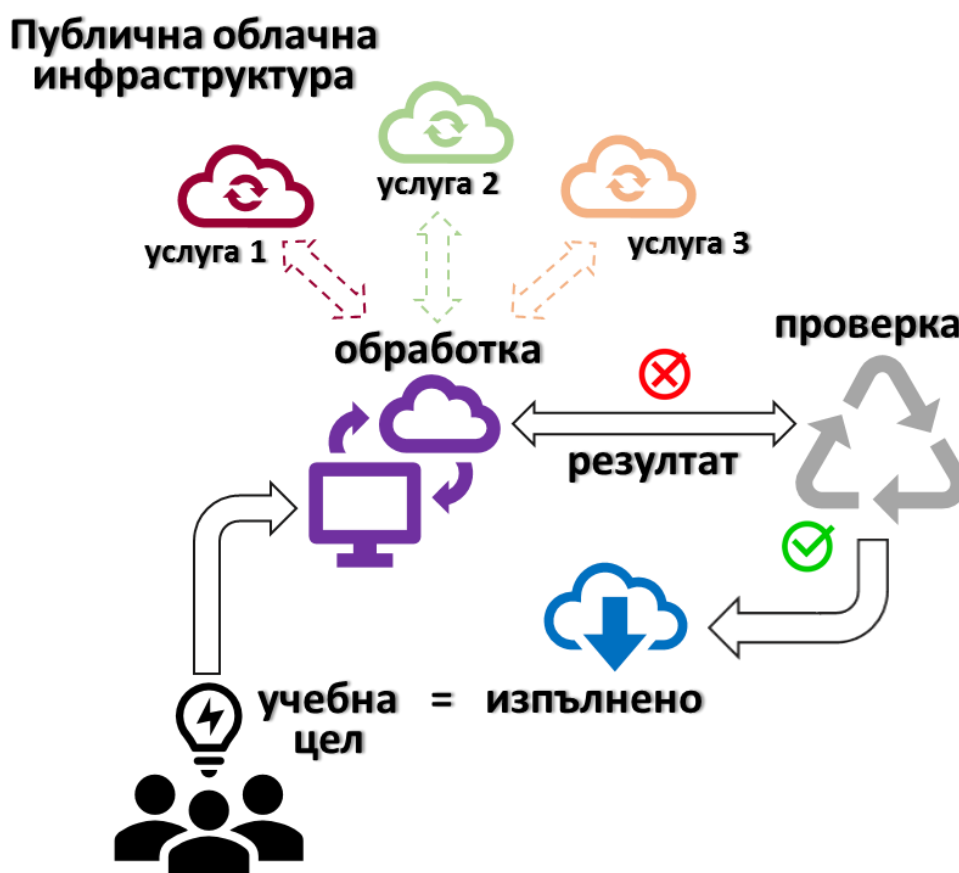 Публична облачна
инфраструктура
услуга 2
услуга 1
услуга 3
обработка
проверка
резултат
учебна = изпълнено
цел